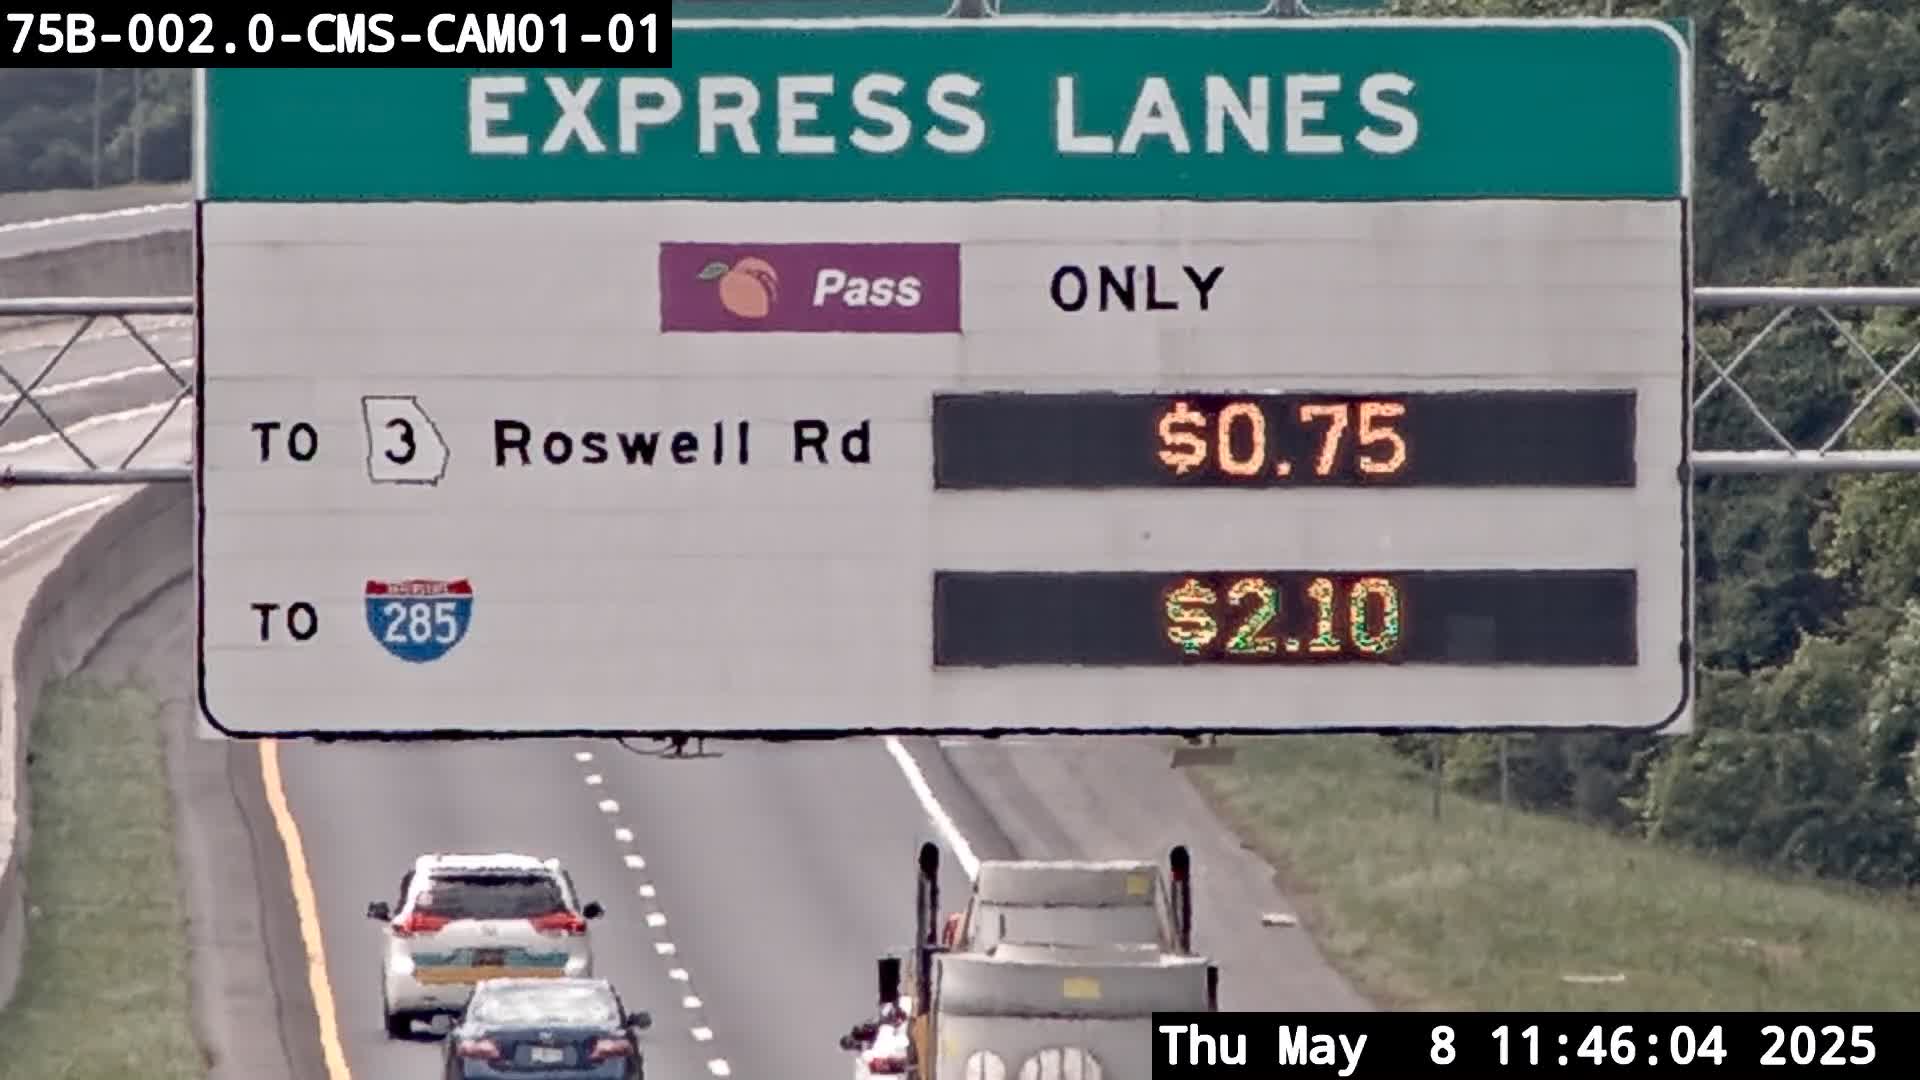 75B-002.0-CMS-CAM01-01
EXPRESS LANES
Pass ONLY
TO 3 Roswell Rd $0.75
TO INTERSTATE 285 $2.10
Thu May 8 11:46:04 2025